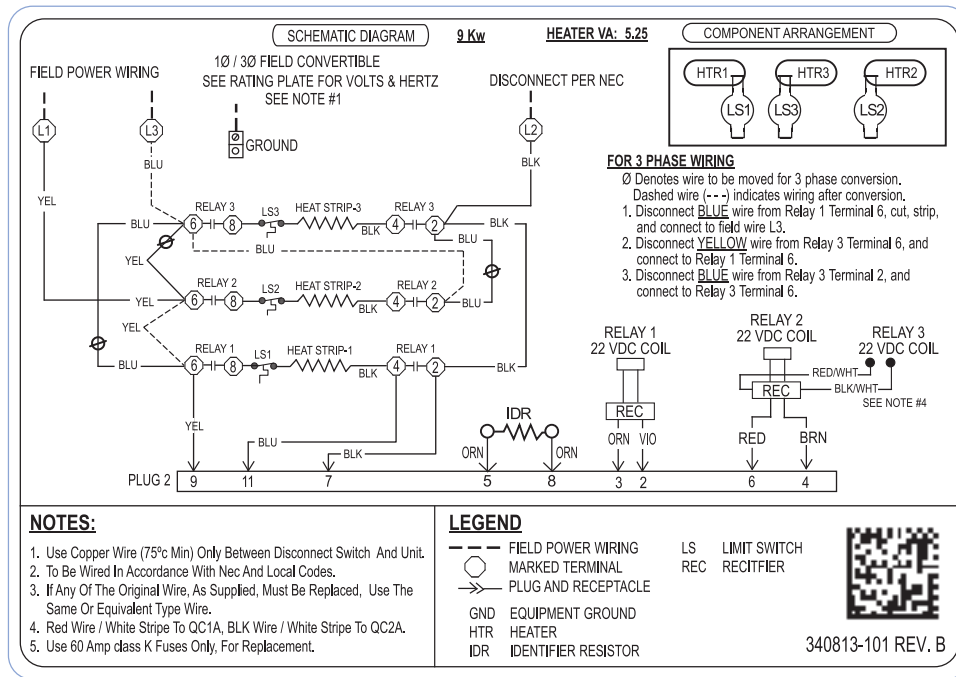 SCHEMATIC DIAGRAM
9 Kw
HEATER VA: 5.25
COMPONENT ARRANGEMENT
FIELD POWER WIRING
1Ø / 3Ø FIELD CONVERTIBLE
SEE RATING PLATE FOR VOLTS & HERTZ
SEE NOTE #1
DISCONNECT PER NEC
HTR1 HTR3 HTR2
LS1 LS3 LS2
L1 L3 GROUND L2
BLU BLK
YEL
FOR 3 PHASE WIRING
Ø Denotes wire to be moved for 3 phase conversion.
Dashed wire (---) indicates wiring after conversion.
1. Disconnect BLUE wire from Relay 1 Terminal 6, cut, strip,
and connect to field wire L3.
2. Disconnect YELLOW wire from Relay 3 Terminal 6, and
connect to Relay 1 Terminal 6.
3. Disconnect BLUE wire from Relay 3 Terminal 2, and
connect to Relay 3 Terminal 6.
RELAY 3 LS3 HEAT STRIP-3 RELAY 3
BLU 6 8 BLK 4 2 BLK
BLU BLU
YEL
RELAY 2 LS2 HEAT STRIP-2 RELAY 2
YEL 6 8 BLK 4 2 BLU
YEL
RELAY 1 LS1 HEAT STRIP-1 RELAY 1
BLU 6 8 BLK 4 2 BLK
YEL
BLU
BLK
IDR
ORN ORN
RELAY 1
22 VDC COIL
REC
ORN VIO
RELAY 2
22 VDC COIL
REC
RED BRN
RELAY 3
22 VDC COIL
RED/WHT
BLK/WHT
SEE NOTE #4
PLUG 2 9 11 7 5 8 3 2 6 4
NOTES:
1. Use Copper Wire (75ºc Min) Only Between Disconnect Switch And Unit.
2. To Be Wired In Accordance With Nec And Local Codes.
3. If Any Of The Original Wire, As Supplied, Must Be Replaced, Use The
Same Or Equivalent Type Wire.
4. Red Wire / White Stripe To QC1A, BLK Wire / White Stripe To QC2A.
5. Use 60 Amp class K Fuses Only, For Replacement.
LEGEND
FIELD POWER WIRING
MARKED TERMINAL
PLUG AND RECEPTACLE
GND EQUIPMENT GROUND
HTR HEATER
IDR IDENTIFIER RESISTOR
LS LIMIT SWITCH
REC RECITFIER
340813-101 REV. B